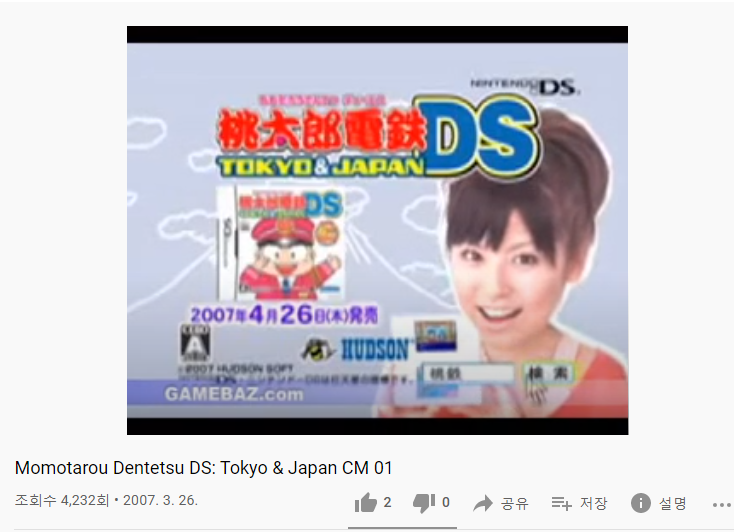 NINTENDO DS
桃太郎電鉄DS
TOKYO & JAPAN
桃太郎電鉄DS
2007年4月26日(木)発売
CERO
A
HUDSON
©2007 HUDSON SOFT
桃鉄 検索
GAMEBAZ.com
Momotarou Dentetsu DS: Tokyo & Japan CM 01
조회수 4,232회 • 2007. 3. 26.
2 0 공유 저장 설명